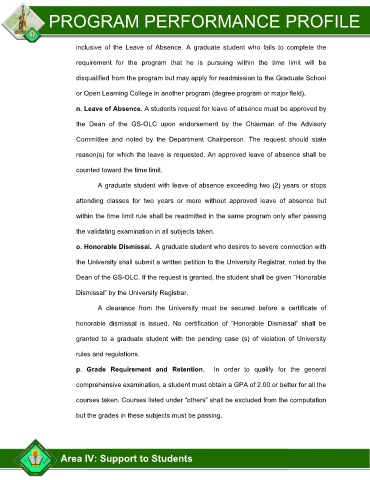 PROGRAM PERFORMANCE PROFILE
inclusive of the Leave of Absence. A graduate student who fails to complete the
requirement for the program that he is pursuing within the time limit will be
disqualified from the program but may apply for readmission to the Graduate School
or Open Learning College in another program (degree program or major field).
n. Leave of Absence. A students request for leave of absence must be approved by
the Dean of the GS-OLC upon endorsement by the Chairman of the Advisory
Committee and noted by the Department Chairperson. The request should state
reason(s) for which the leave is requested. An approved leave of absence shall be
counted toward the time limit.
A graduate student with leave of absence exceeding two (2) years or stops
attending classes for two years or more without approved leave of absence but
within the time limit rule shall be readmitted in the same program only after passing
the validating examination in all subjects taken.
o. Honorable Dismissal. A graduate student who desires to severe connection with
the University shall submit a written petition to the University Registrar, noted by the
Dean of the GS-OLC. If the request is granted, the student shall be given “Honorable
Dismissal” by the University Registrar.
A clearance from the University must be secured before a certificate of
honorable dismissal is issued. No certification of “Honorable Dismissal” shall be
granted to a graduate student with the pending case (s) of violation of University
rules and regulations.
p. Grade Requirement and Retention. In order to qualify for the general
comprehensive examination, a student must obtain a GPA of 2.00 or better for all the
courses taken. Courses listed under “others” shall be excluded from the computation
but the grades in these subjects must be passing.
Area IV: Support to Students